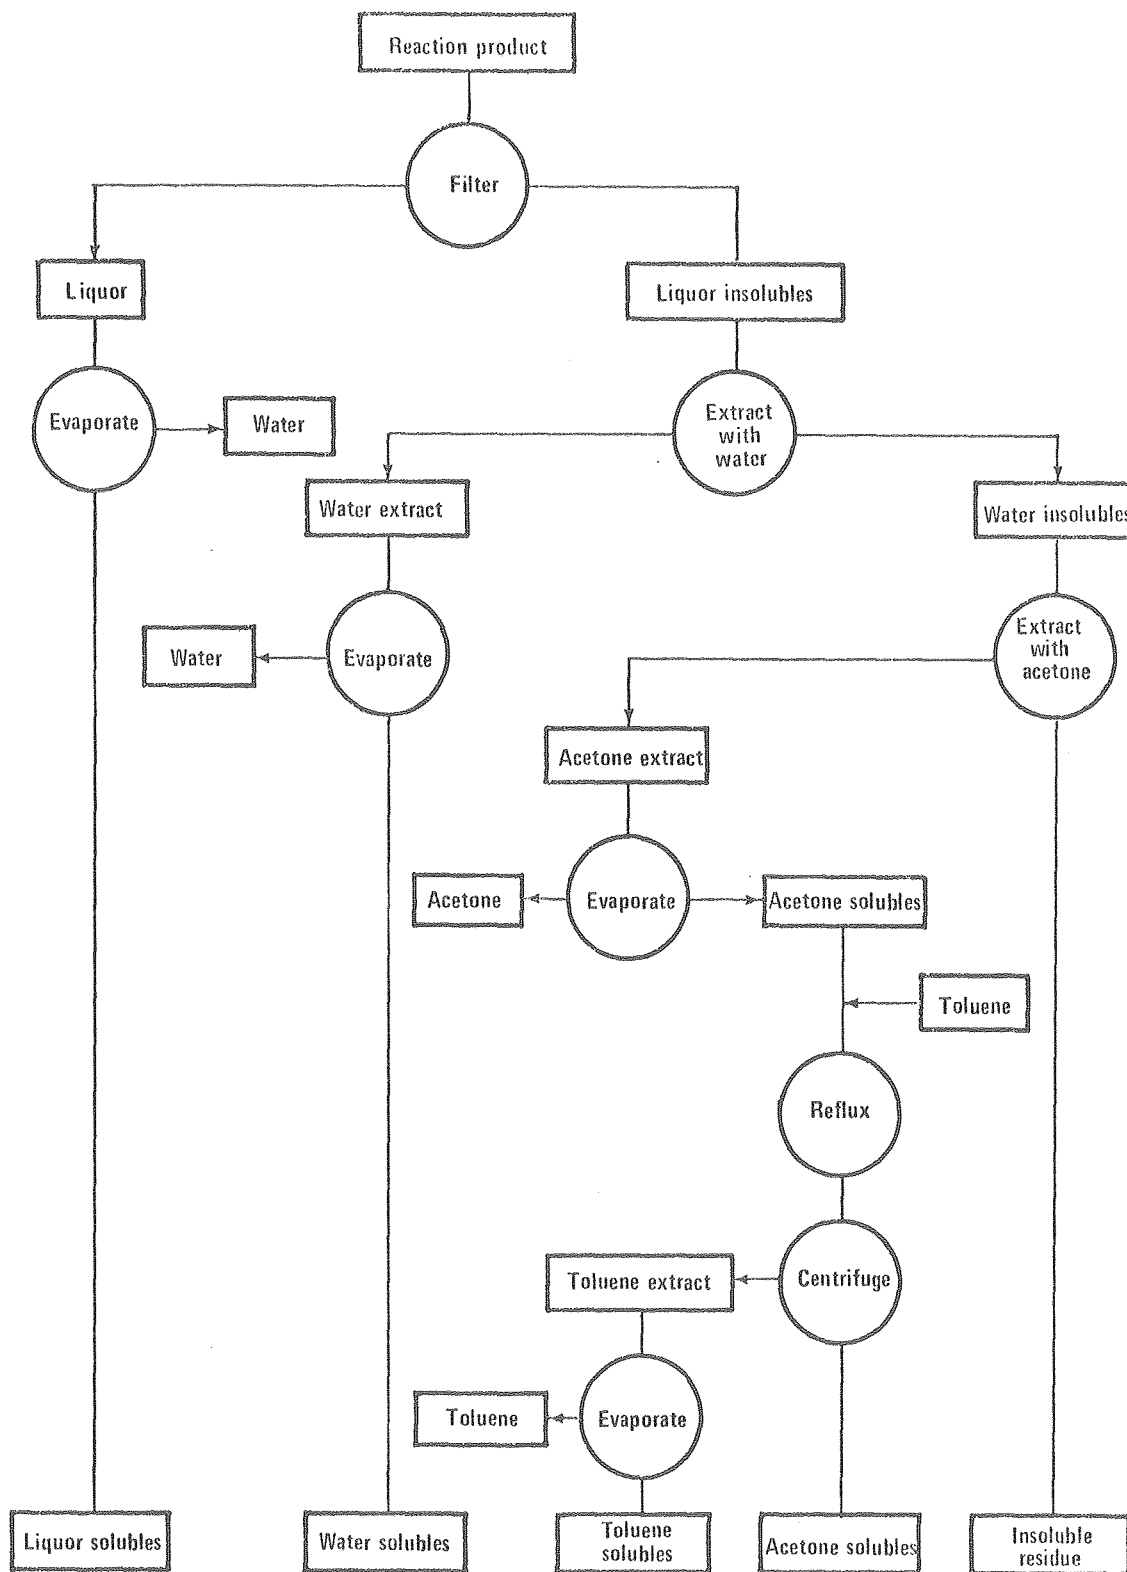 Reaction product
Filter
Liquor
Liquor insolubles
Evaporate
Water
Extract
with
water
Water extract
Water insolubles
Water
Evaporate
Extract
with
acetone
Acetone extract
Acetone
Evaporate
Acetone solubles
Toluene
Reflux
Toluene extract
Centrifuge
Toluene
Evaporate
Liquor solubles
Water solubles
Toluene
solubles
Acetone solubles
Insoluble
residue